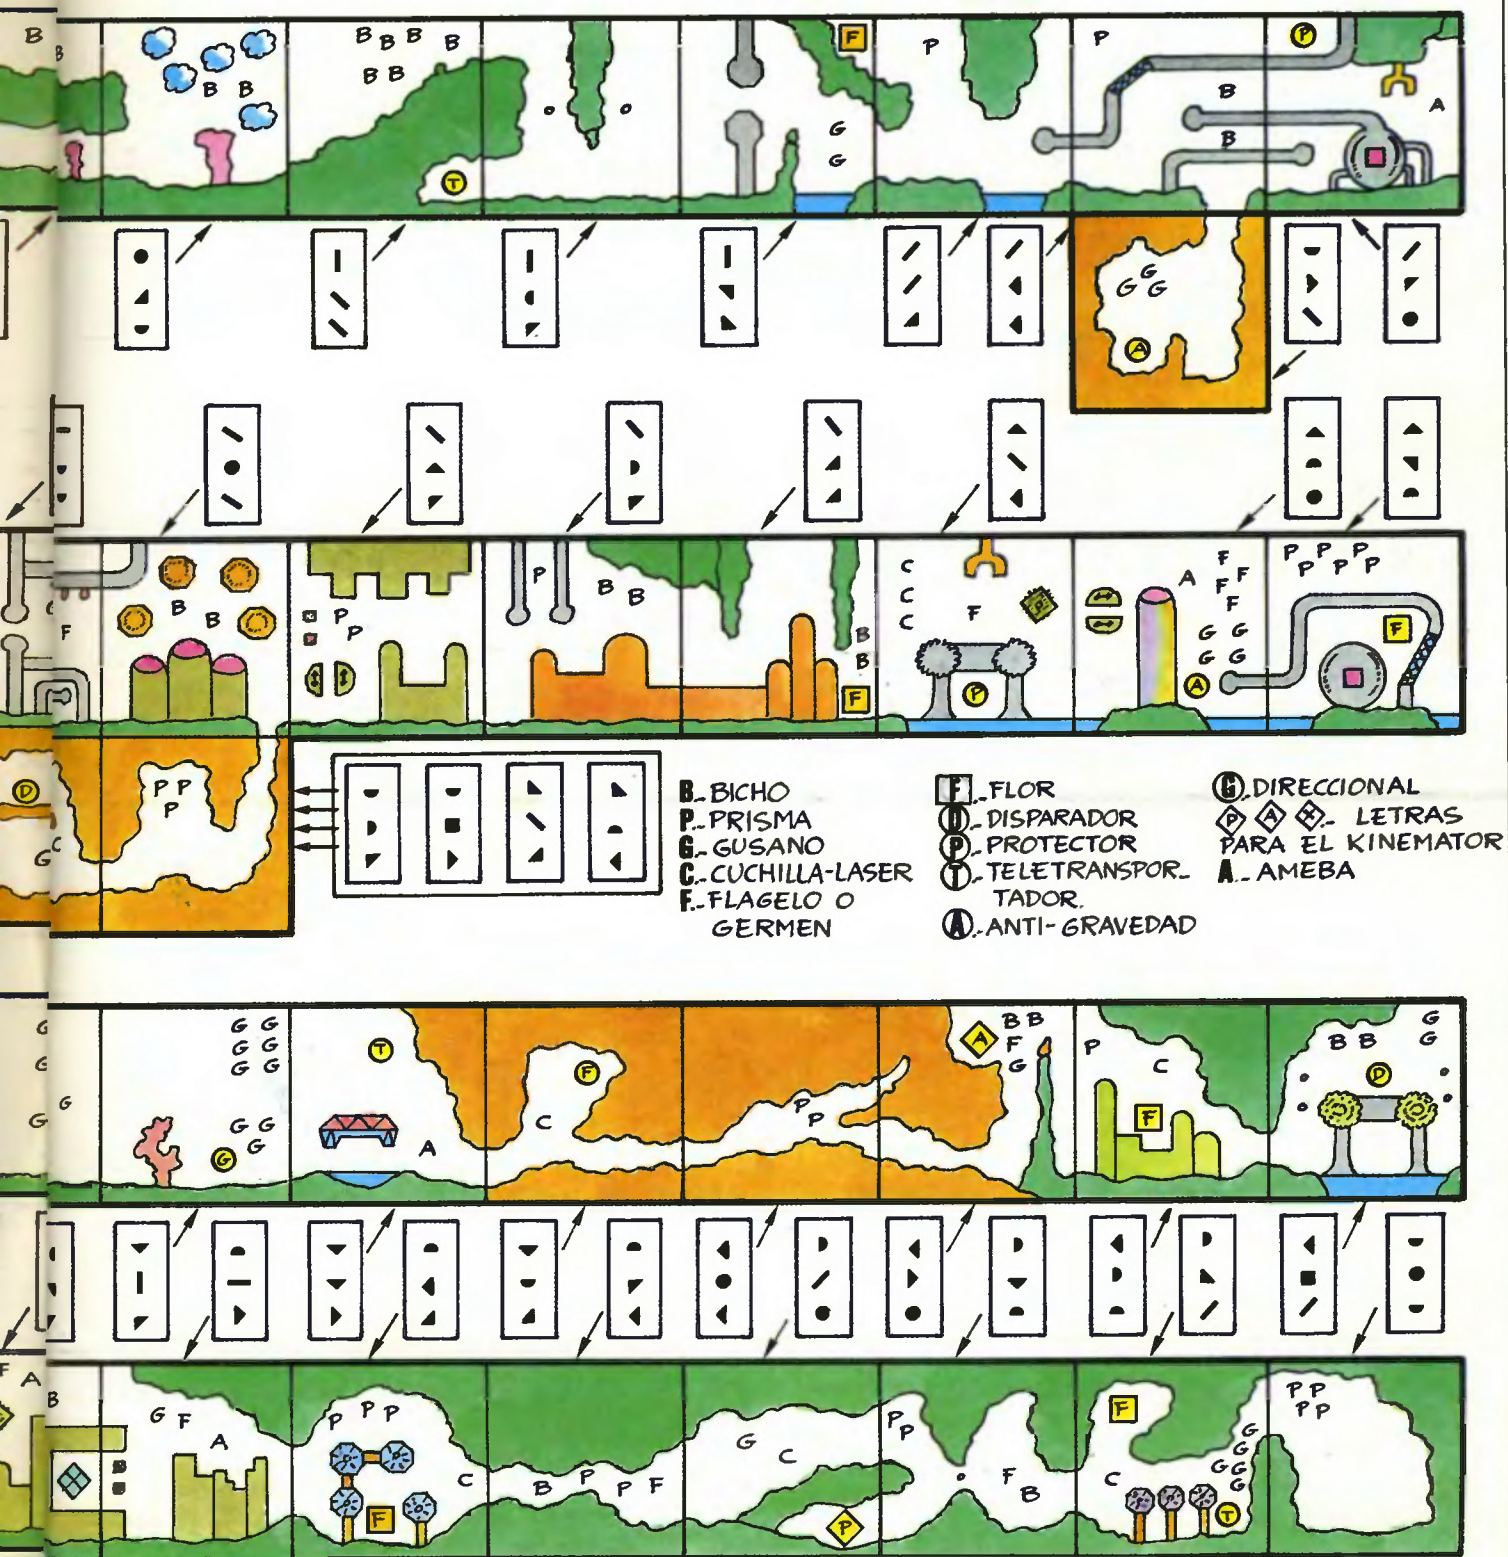 B B B B B B B B B B F P P P
B B G B A
T G B
G
G G
A
P F
B B P B B C F A F F P P P
F B B P B C F F P P
C F F
G G G G A
P F
D P P
P
C
G
B.- BICHO
P.- PRISMA
G.- GUSANO
C.- CUCHILLA-LASER
F.- FLAGELO O
GERMEN
F.- FLOR
D.- DISPARADOR
P.- PROTECTOR
T.- TELETRANSPOR-
TADOR.
A.- ANTI-GRAVEDAD
G.- DIRECCIONAL
P A X.- LETRAS
PARA EL KINEMATOR
A.- AMEBA
G G G T A B B P B B G
G G G F F C D G
G G G C P G F
G G G G P
G G A
F A B G F P P P P P G C P F P P
A C B P P F P F B C G P P
F P G G T